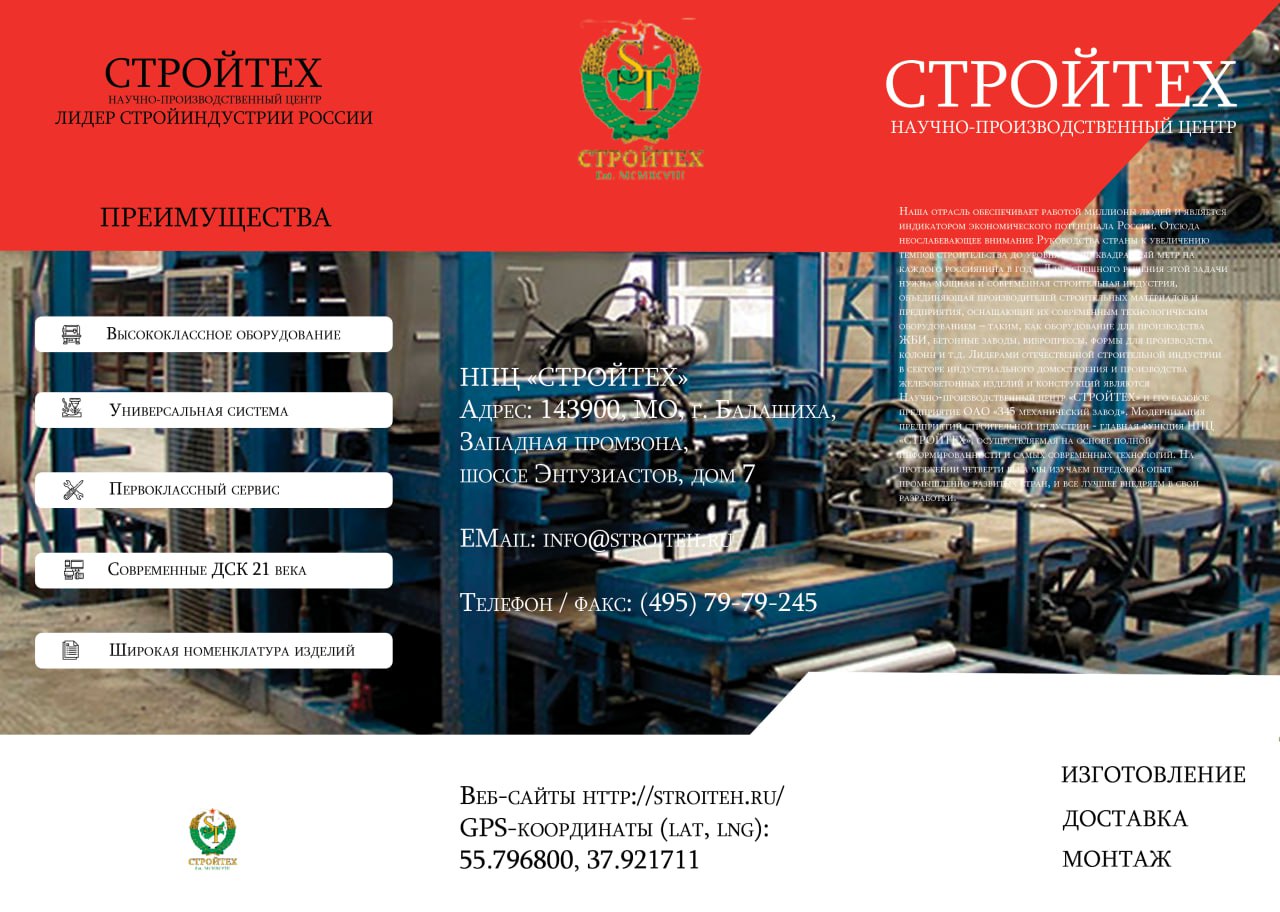 СТРОЙТЕХ
НАУЧНО-ПРОИЗВОДСТВЕННЫЙ ЦЕНТР
ЛИДЕР СТРОЙИНДУСТРИИ РОССИИ
ПРЕИМУЩЕСТВА
Высококлассное оборудование
Универсальная система
Первоклассный сервис
Современные ДСК 21 века
Широкая номенклатура изделий
СТРОЙТЕХ
ST
СТРОЙТЕХ
Est. MCMXCVIII
НПЦ «СТРОЙТЕХ»
Адрес: 143900, МО, г. Балашиха,
Западная промзона,
шоссе Энтузиастов, дом 7
EMail: info@stroiteh.ru
Телефон / факс: (495) 79-79-245
Веб-сайты http://stroiteh.ru/
GPS-координаты (lat, lng):
55.796800, 37.921711
СТРОЙТЕХ
НАУЧНО-ПРОИЗВОДСТВЕННЫЙ ЦЕНТР
Наша отрасль обеспечивает работой миллионы людей и является
индикатором экономического потенциала России. Отсюда
неослабевающее внимание Руководства страны к увеличению
темпов строительства до уровня квадратный метр на
каждого россиянина в год. Для успешного решения этой задачи
нужна мощная и современная строительная индустрия,
объединяющая производителей строительных материалов и
предприятия, оснащающие их современным технологическим
оборудованием – таким, как оборудование для производства
ЖБИ, бетонные заводы, вибропрессы, формы для производства
колонн и т.д. Лидерами отечественной строительной индустрии
в секторе индустриального домостроения и производства
железобетонных изделий и конструкций являются
Научно-производственный центр «СТРОЙТЕХ» и его базовое
предприятие ОАО «345 механический завод». Модернизация
предприятий строительной индустрии - главная функция НПЦ
«СТРОЙТЕХ», осуществляемая на основе полной
информированности и самых современных технологий. На
протяжении четверти века мы изучаем передовой опыт
промышленно развитых стран, и все лучшее внедряем в свои
разработки.
ИЗГОТОВЛЕНИЕ
ДОСТАВКА
МОНТАЖ